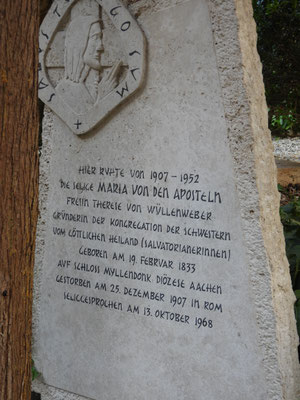 HIER RUHTE VON 1907-1952
DIE SELIGE MARIA VON DEN APOSTELN
FREIIN THERESE VON WÜLLENWEBER
GRÜNDERIN DER KONGREGATION DER SCHWESTERN
VOM GÖTTLICHEN HEILAND (SALVATORIANERINNEN)
GEBOREN AM 19. FEBRUAR 1833
AUF SCHLOSS MYLLENDONK DIÖZESE AACHEN
GESTORBEN AM 25. DEZEMBER 1907 IN ROM
SELIGGESPROCHEN AM 13. OKTOBER 1968